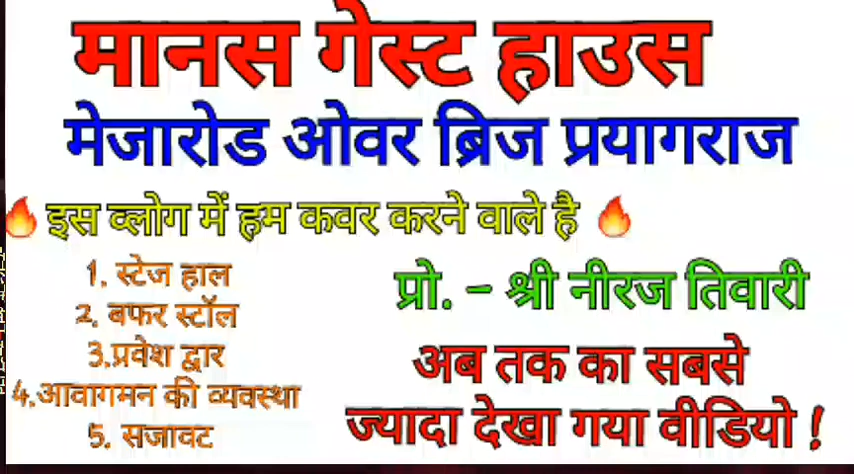 मानस गेस्ट हाउस
मेजारोड ओवर ब्रिज प्रयागराज
🔥 इस ब्लोग में हम कवर करने वाले है 🔥
1. स्टेज हाल
2. बफर स्टॉल
3.प्रवेश द्वार
4.आवागमन की व्यवस्था
5. सजावट
प्रो. – श्री नीरज तिवारी
अब तक का सबसे
ज्यादा देखा गया वीडियो !